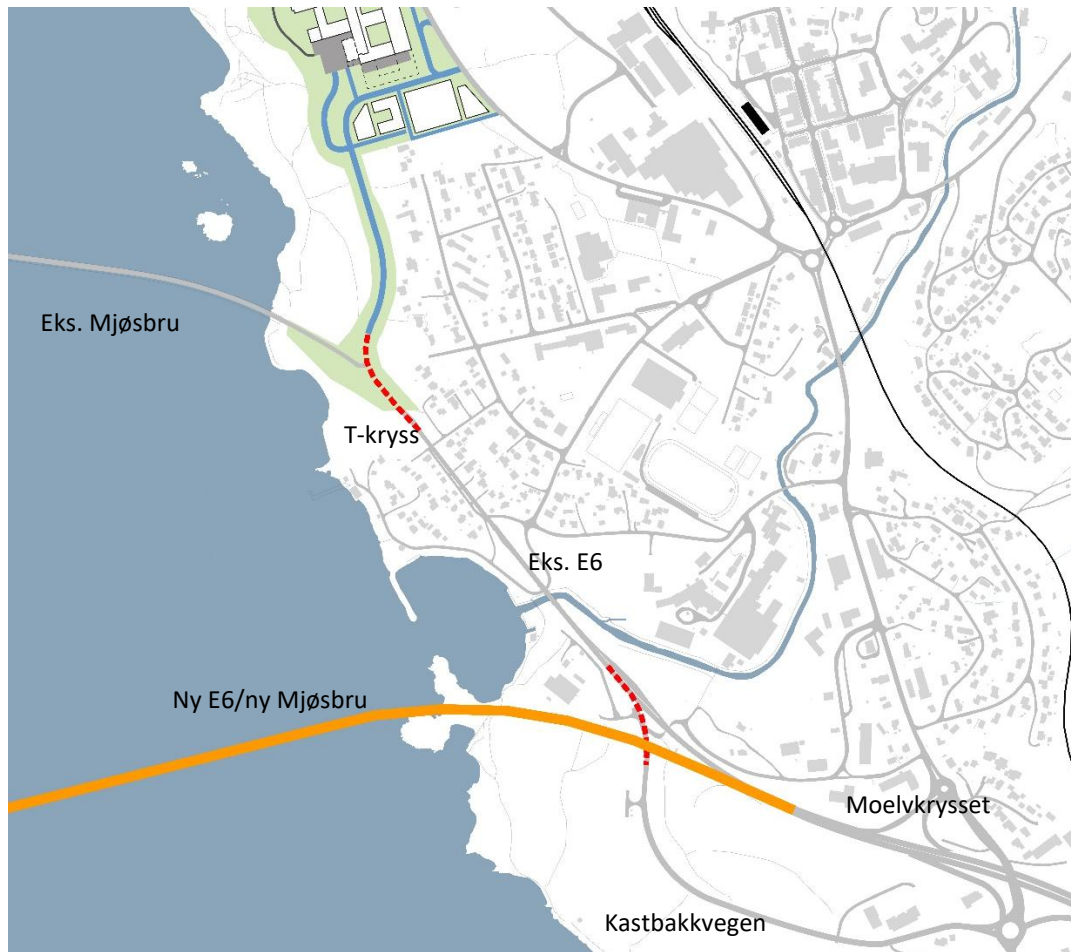 Eks. Mjøsbru
T-kryss
Eks. E6
Ny E6/ny Mjøsbru
Moelvkrysset
Kastbakkvegen